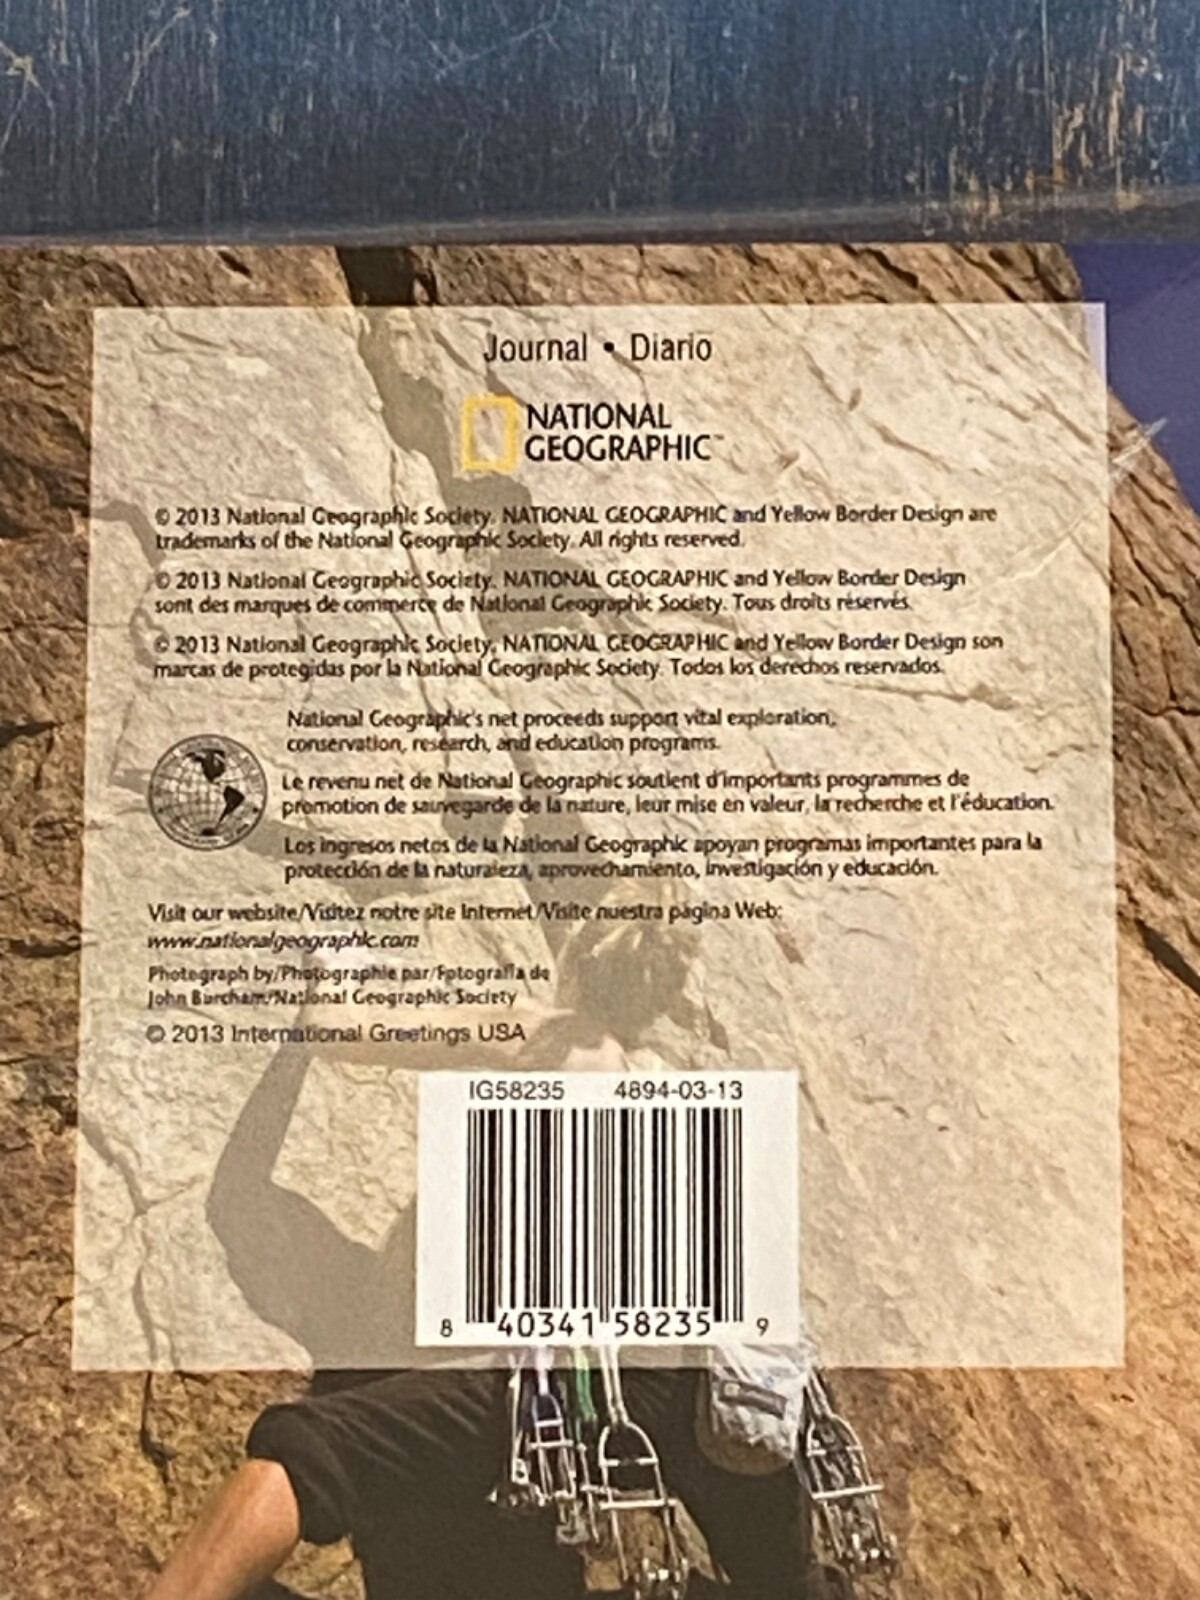 Journal • Diario
NATIONAL
GEOGRAPHIC™
© 2013 National Geographic Society. NATIONAL GEOGRAPHIC and Yellow Border Design are
trademarks of the National Geographic Society. All rights reserved.
© 2013 National Geographic Society. NATIONAL GEOGRAPHIC and Yellow Border Design
sont des marques de commerce de National Geographic Society. Tous droits réservés.
© 2013 National Geographic Society. NATIONAL GEOGRAPHIC and Yellow Border Design son
marcas de protegidas por la National Geographic Society. Todos los derechos reservados.
National Geographic's net proceeds support vital exploration,
conservation, research, and education programs.
Le revenu net de National Geographic soutient d'importants programmes de
promotion de sauvegarde de la nature, leur mise en valeur, la recherche et l'éducation.
Los ingresos netos de la National Geographic apoyan programas importantes para la
protección de la naturaleza, aprovechamiento, investigación y educación.
Visit our website/Visitez notre site Internet/Visite nuestra página Web:
www.nationalgeographic.com
Photograph by/Photographie par/Fotografía de
John Burcham/National Geographic Society
© 2013 International Greetings USA
IG58235 4894-03-13
8 40341 58235 9